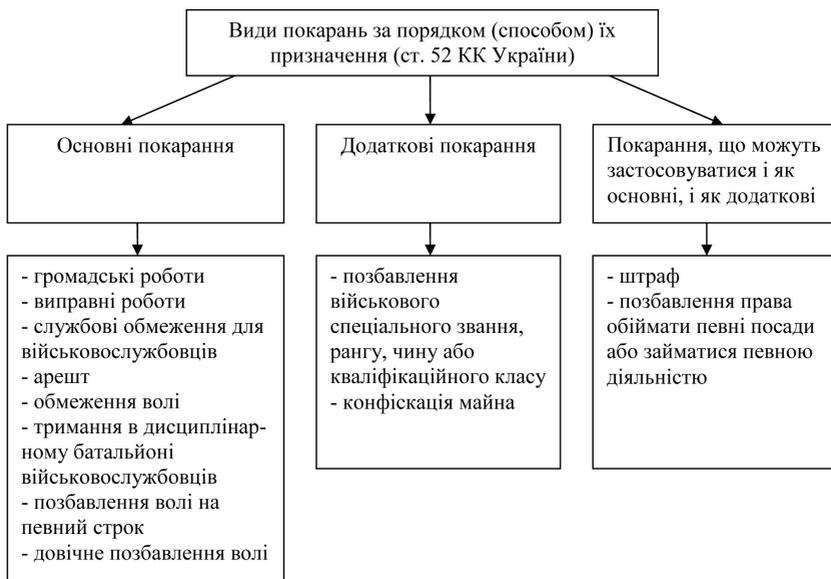 Види покарань за порядком (способом) їх
призначення (ст. 52 КК України)
Основні покарання
Додаткові покарання
Покарання, що можуть
застосовуватися і як
основні, і як додаткові
- громадські роботи
- виправні роботи
- службові обмеження для
військовослужбовців
- арешт
- обмеження волі
- тримання в дисциплінар-
ному батальйоні
військовослужбовців
- позбавлення волі на
певний строк
- довічне позбавлення волі
- позбавлення
військового
спеціального звання,
рангу, чину або
кваліфікаційного класу
- конфіскація майна
- штраф
- позбавлення права
обіймати певні посади
або займатися певною
діяльністю